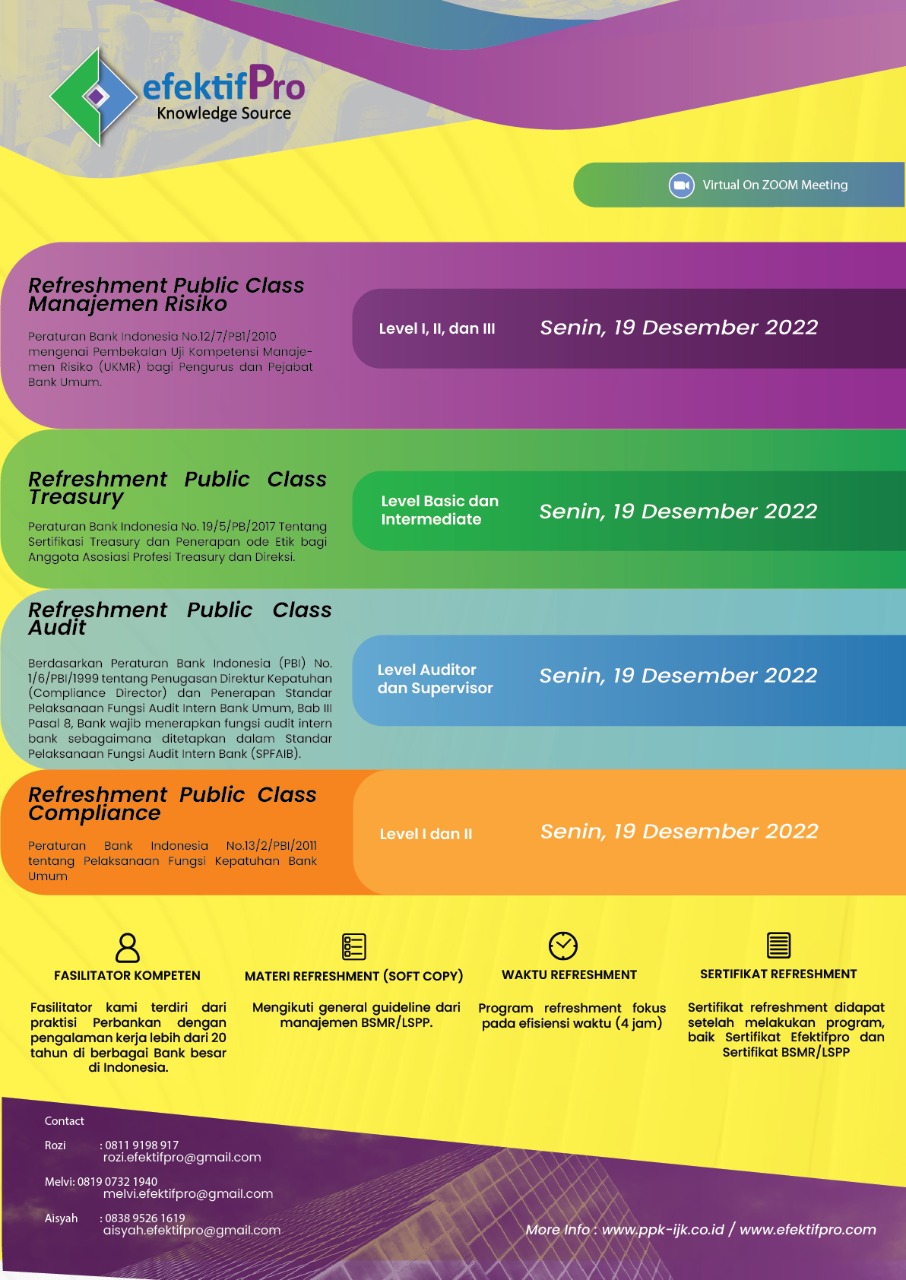 efektifPro
Knowledge Source
Virtual On ZOOM Meeting
Refreshment Public Class
Manajemen Risiko
Peraturan Bank Indonesia No.12/7/PB1/2010
mengenai Pembekalan Uji Kompetensi Manaje-
men Risiko (UKMR) bagi Pengurus dan Pejabat
Bank Umum.
Level I, II, dan III
Senin, 19 Desember 2022
Refreshment Public Class
Treasury
Peraturan Bank Indonesia No. 19/5/PB/2017 Tentang
Sertifikasi Treasury dan Penerapan ode Etik bagi
Anggota Asosiasi Profesi Treasury dan Direksi.
Level Basic dan
Intermediate
Senin, 19 Desember 2022
Refreshment Public Class
Audit
Berdasarkan Peraturan Bank Indonesia (PBI) No.
1/6/PBI/1999 tentang Penugasan Direktur Kepatuhan
(Compliance Director) dan Penerapan Standar
Pelaksanaan Fungsi Audit Intern Bank Umum, Bab III
Pasal 8, Bank wajib menerapkan fungsi audit intern
bank sebagaimana ditetapkan dalam Standar
Pelaksanaan Fungsi Audit Intern Bank (SPFAIB).
Level Auditor
dan Supervisor
Senin, 19 Desember 2022
Refreshment Public Class
Compliance
Peraturan Bank Indonesia No.13/2/PBI/2011
tentang Pelaksanaan Fungsi Kepatuhan Bank
Umum
Level I dan II
Senin, 19 Desember 2022
FASILITATOR KOMPETEN
Fasilitator kami terdiri dari
praktisi Perbankan dengan
pengalaman kerja lebih dari 20
tahun di berbagai Bank besar
di Indonesia.
MATERI REFRESHMENT (SOFT COPY)
Mengikuti general guideline dari
manajemen BSMR/LSPP.
WAKTU REFRESHMENT
Program refreshment fokus
pada efisiensi waktu (4 jam)
SERTIFIKAT REFRESHMENT
Sertifikat refreshment didapat
setelah melakukan program,
baik Sertifikat Efektifpro dan
Sertifikat BSMR/LSPP
Contact
Rozi : 0811 9198 917
rozi.efektifpro@gmail.com
Melvi: 0819 0732 1940
melvi.efektifpro@gmail.com
Aisyah : 0838 9526 1619
aisyah.efektifpro@gmail.com
More Info : www.ppk-ijk.co.id / www.efektifpro.com